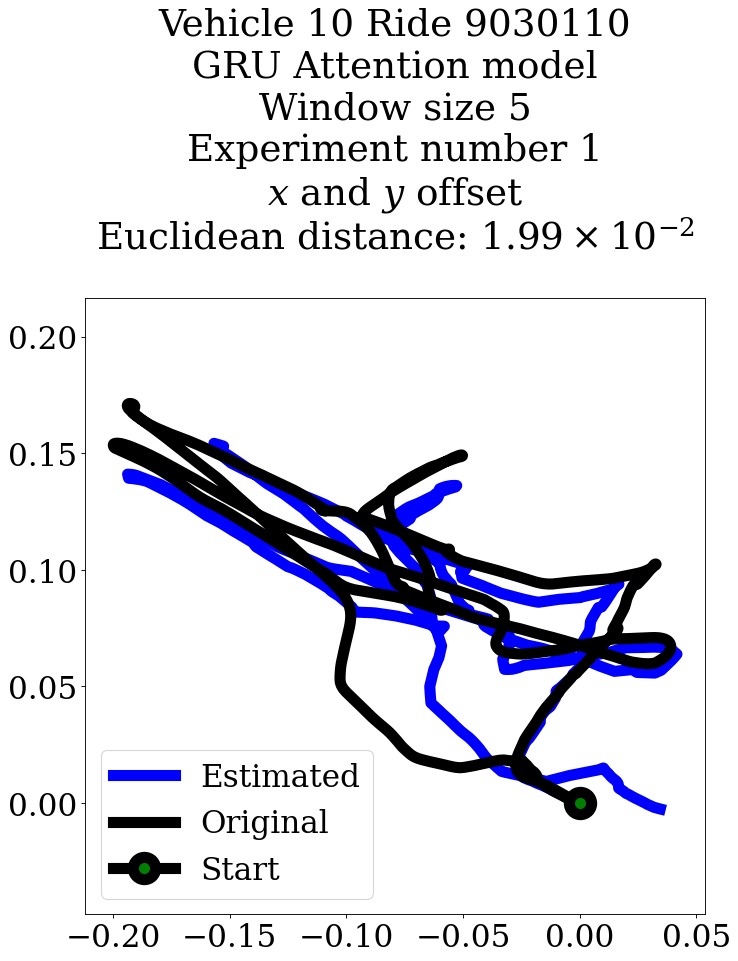 Vehicle 10 Ride 9030110
GRU Attention model
Window size 5
Experiment number 1
x and y offset
Euclidean distance: 1.99 × 10⁻²
0.20
0.15
0.10
0.05
0.00
Estimated
Original
Start
−0.20 −0.15 −0.10 −0.05 0.00 0.05